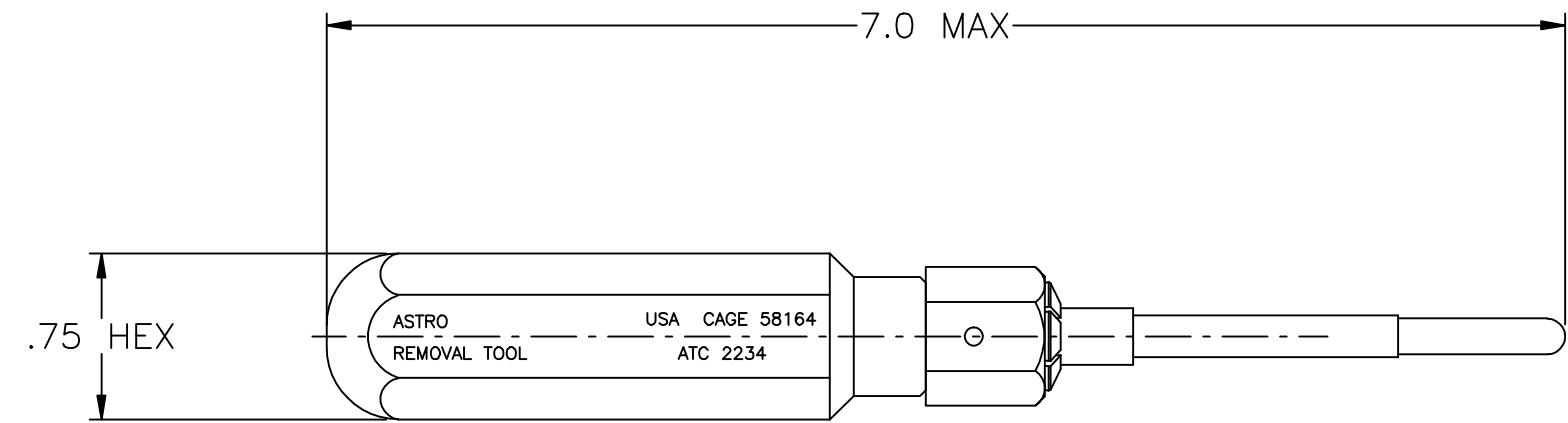 7.0 MAX
.75 HEX
ASTRO USA CAGE 58164
REMOVAL TOOL ATC 2234